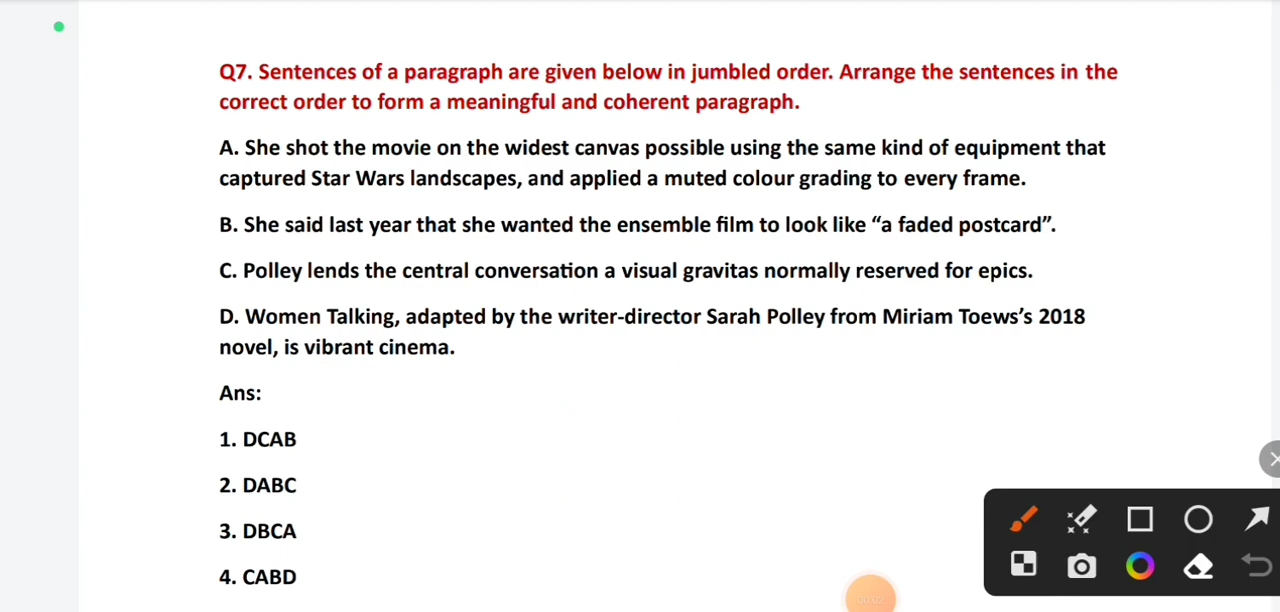 Q7. Sentences of a paragraph are given below in jumbled order. Arrange the sentences in the
correct order to form a meaningful and coherent paragraph.
A. She shot the movie on the widest canvas possible using the same kind of equipment that
captured Star Wars landscapes, and applied a muted colour grading to every frame.
B. She said last year that she wanted the ensemble film to look like “a faded postcard”.
C. Polley lends the central conversation a visual gravitas normally reserved for epics.
D. Women Talking, adapted by the writer-director Sarah Polley from Miriam Toews’s 2018
novel, is vibrant cinema.
Ans:
1. DCAB
2. DABC
3. DBCA
4. CABD
00:02